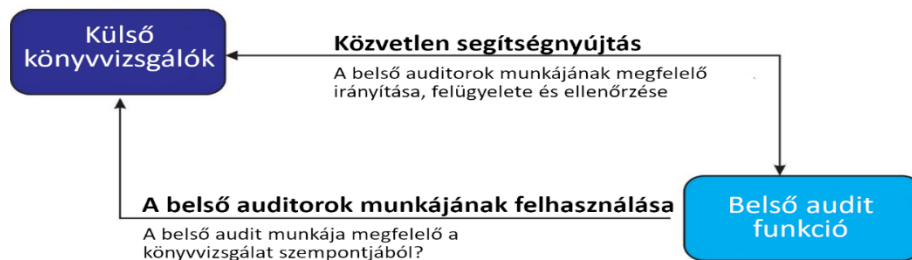 Külső
könyvvizsgálók
Közvetlen segítségnyújtás
A belső auditorok munkájának megfelelő
irányítása, felügyelete és ellenőrzése
A belső auditorok munkájának felhasználása
A belső audit munkája megfelelő a
könyvvizsgálat szempontjából?
Belső audit
funkció